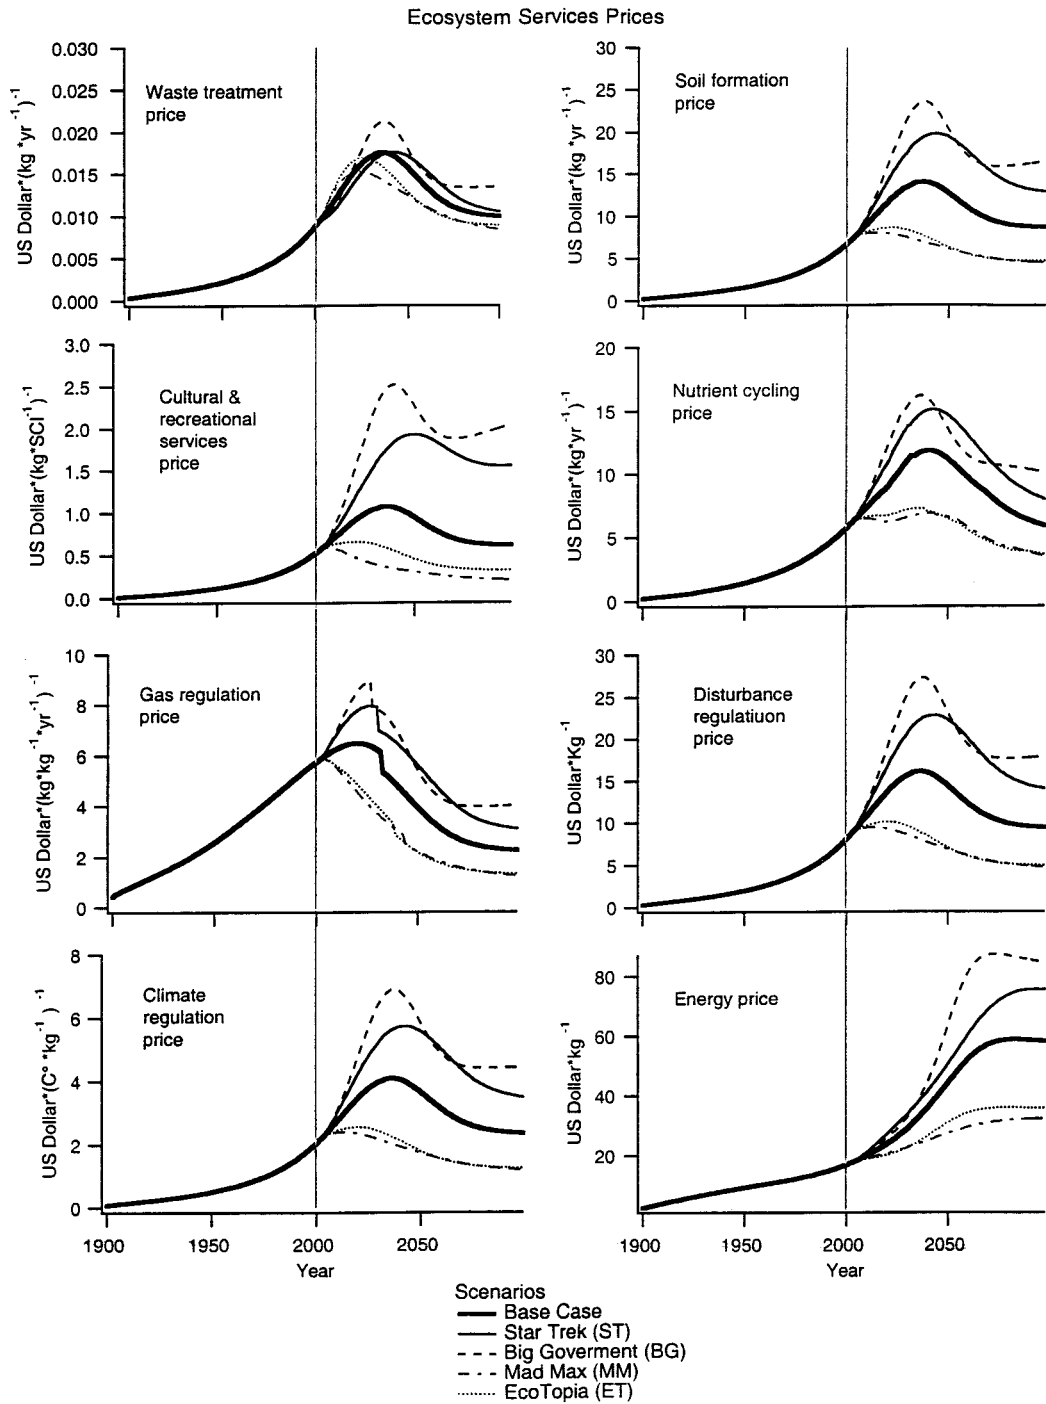 Ecosystem Services Prices
0.030
0.025
0.020
0.015
0.010
0.005
0.000
US Dollar*(kg *yr -1)-1
Waste treatment
price
30
25
20
15
10
5
0
US Dollar*(kg *yr -1)-1
Soil formation
price
3.0
2.5
2.0
1.5
1.0
0.5
0.0
US Dollar*(kg*SCI-1)-1
Cultural &
recreational
services
price
20
15
10
5
0
US Dollar*(kg*yr -1)-1
Nutrient cycling
price
10
8
6
4
2
0
US Dollar*(kg*kg -1*yr-1) -1
Gas regulation
price
30
25
20
15
10
5
0
US Dollar*Kg-1
Disturbance
regulatiuon
price
8
6
4
2
0
US Dollar*(C° *kg -1) -1
Climate
regulation
price
1900
1950
2000
2050
Year
80
60
40
20
US Dollar*kg-1
Energy price
1900
1950
2000
2050
Year
Scenarios
Base Case
Star Trek (ST)
Big Goverment (BG)
Mad Max (MM)
EcoTopia (ET)